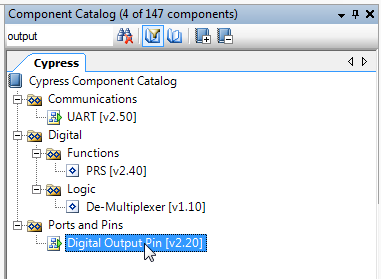 Component Catalog (4 of 147 components)
output
Cypress
Cypress Component Catalog
Communications
UART [v2.50]
Digital
Functions
PRS [v2.40]
Logic
De-Multiplexer [v1.10]
Ports and Pins
Digital Output Pin [v2.20]